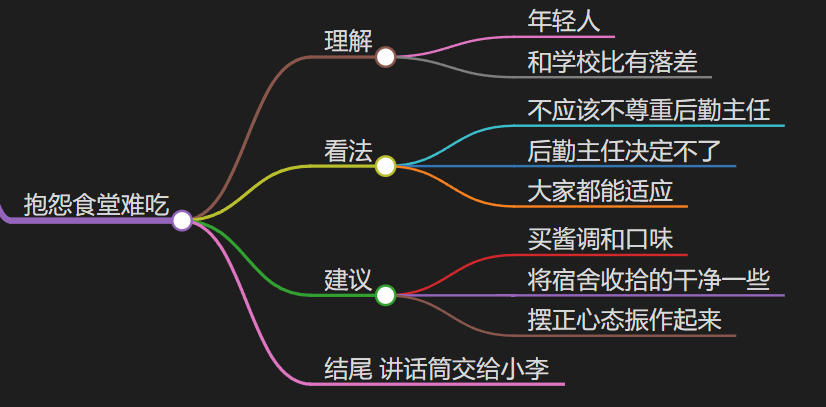 抱怨食堂难吃
理解
年轻人
和学校比有落差
看法
不应该不尊重后勤主任
后勤主任决定不了
大家都能适应
建议
买酱调和口味
将宿舍收拾的干净一些
摆正心态振作起来
结尾 讲话筒交给小李